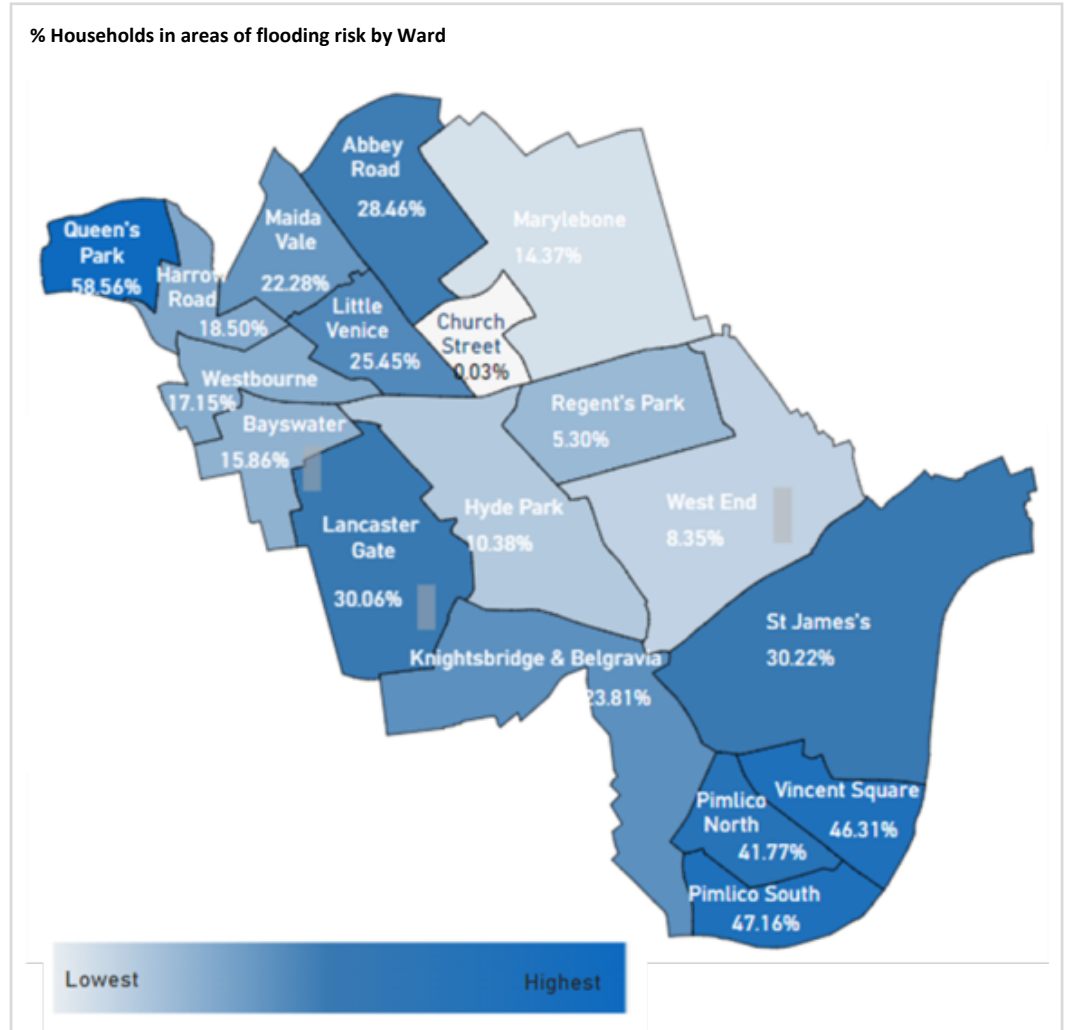 % Households in areas of flooding risk by Ward
Abbey
Road
28.46%
Marylebone
14.37%
Queen's
Park
58.56%
Maida
Vale
22.28%
Harrow
Road
18.50%
Little
Venice
25.45%
Church
Street
0.03%
Westbourne
17.15%
Bayswater
15.86%
Regent's Park
5.30%
Hyde Park
10.38%
West End
8.35%
Lancaster
Gate
30.06%
St James's
30.22%
Knightsbridge & Belgravia
23.81%
Pimlico
North
41.77%
Vincent Square
46.31%
Pimlico South
47.16%
Lowest
Highest